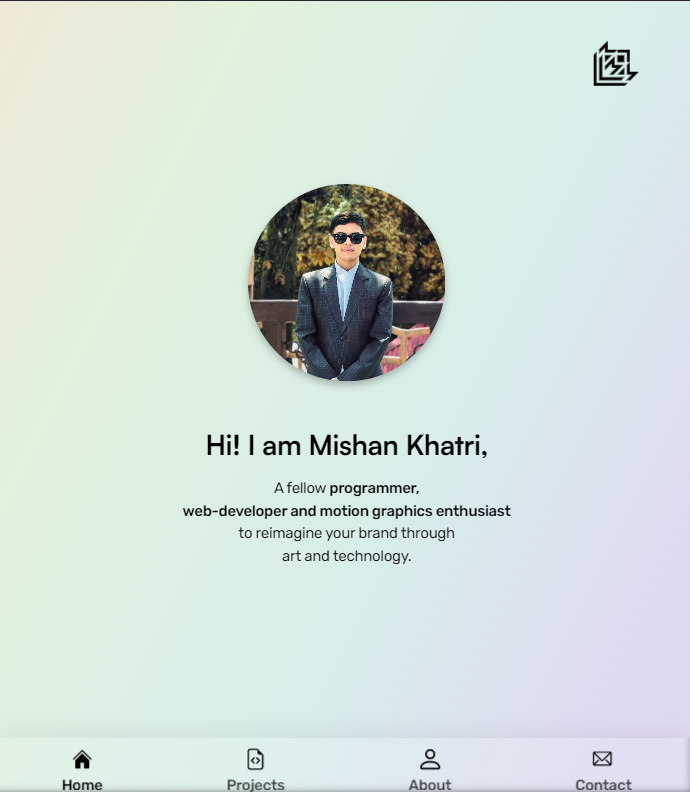 Hi! I am Mishan Khatri,
A fellow programmer,
web-developer and motion graphics enthusiast
to reimagine your brand through
art and technology.
Home
Projects
About
Contact